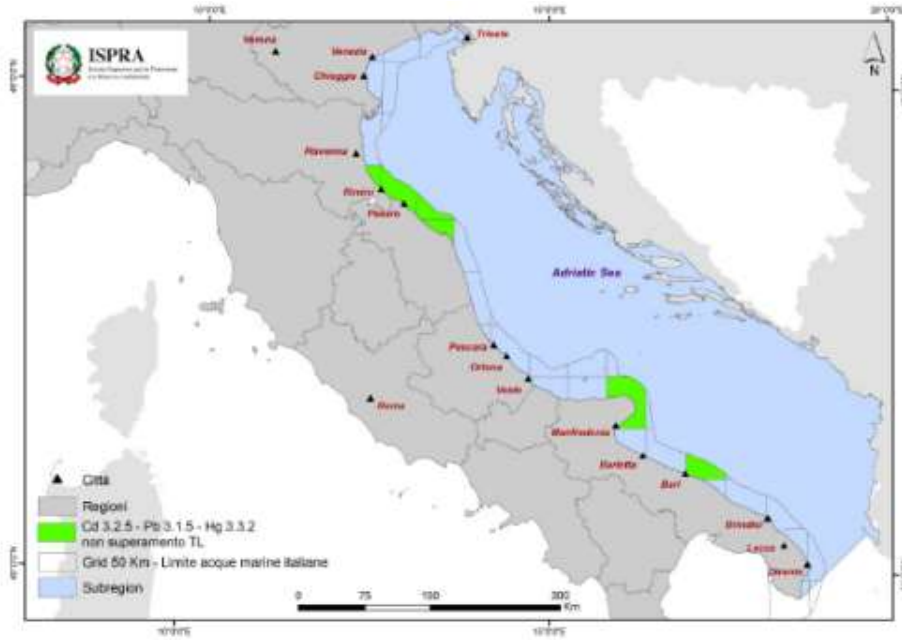 ISPRA
Trieste
Venezia
Chioggia
Ravenna
Rimini
Pesaro
Adriatic Sea
Pescara
Ortona
Vasto
Roma
Manfredonia
Barletta
Bari
Brindisi
Lecce
Otranto
N
Città
Regioni
Cd 3.2.5 - Pb 3.1.5 - Hg 3.3.2
non superamento TL
Grid 50 Km - Limite acque marine italiane
Subregion
0 75 150 300
Km